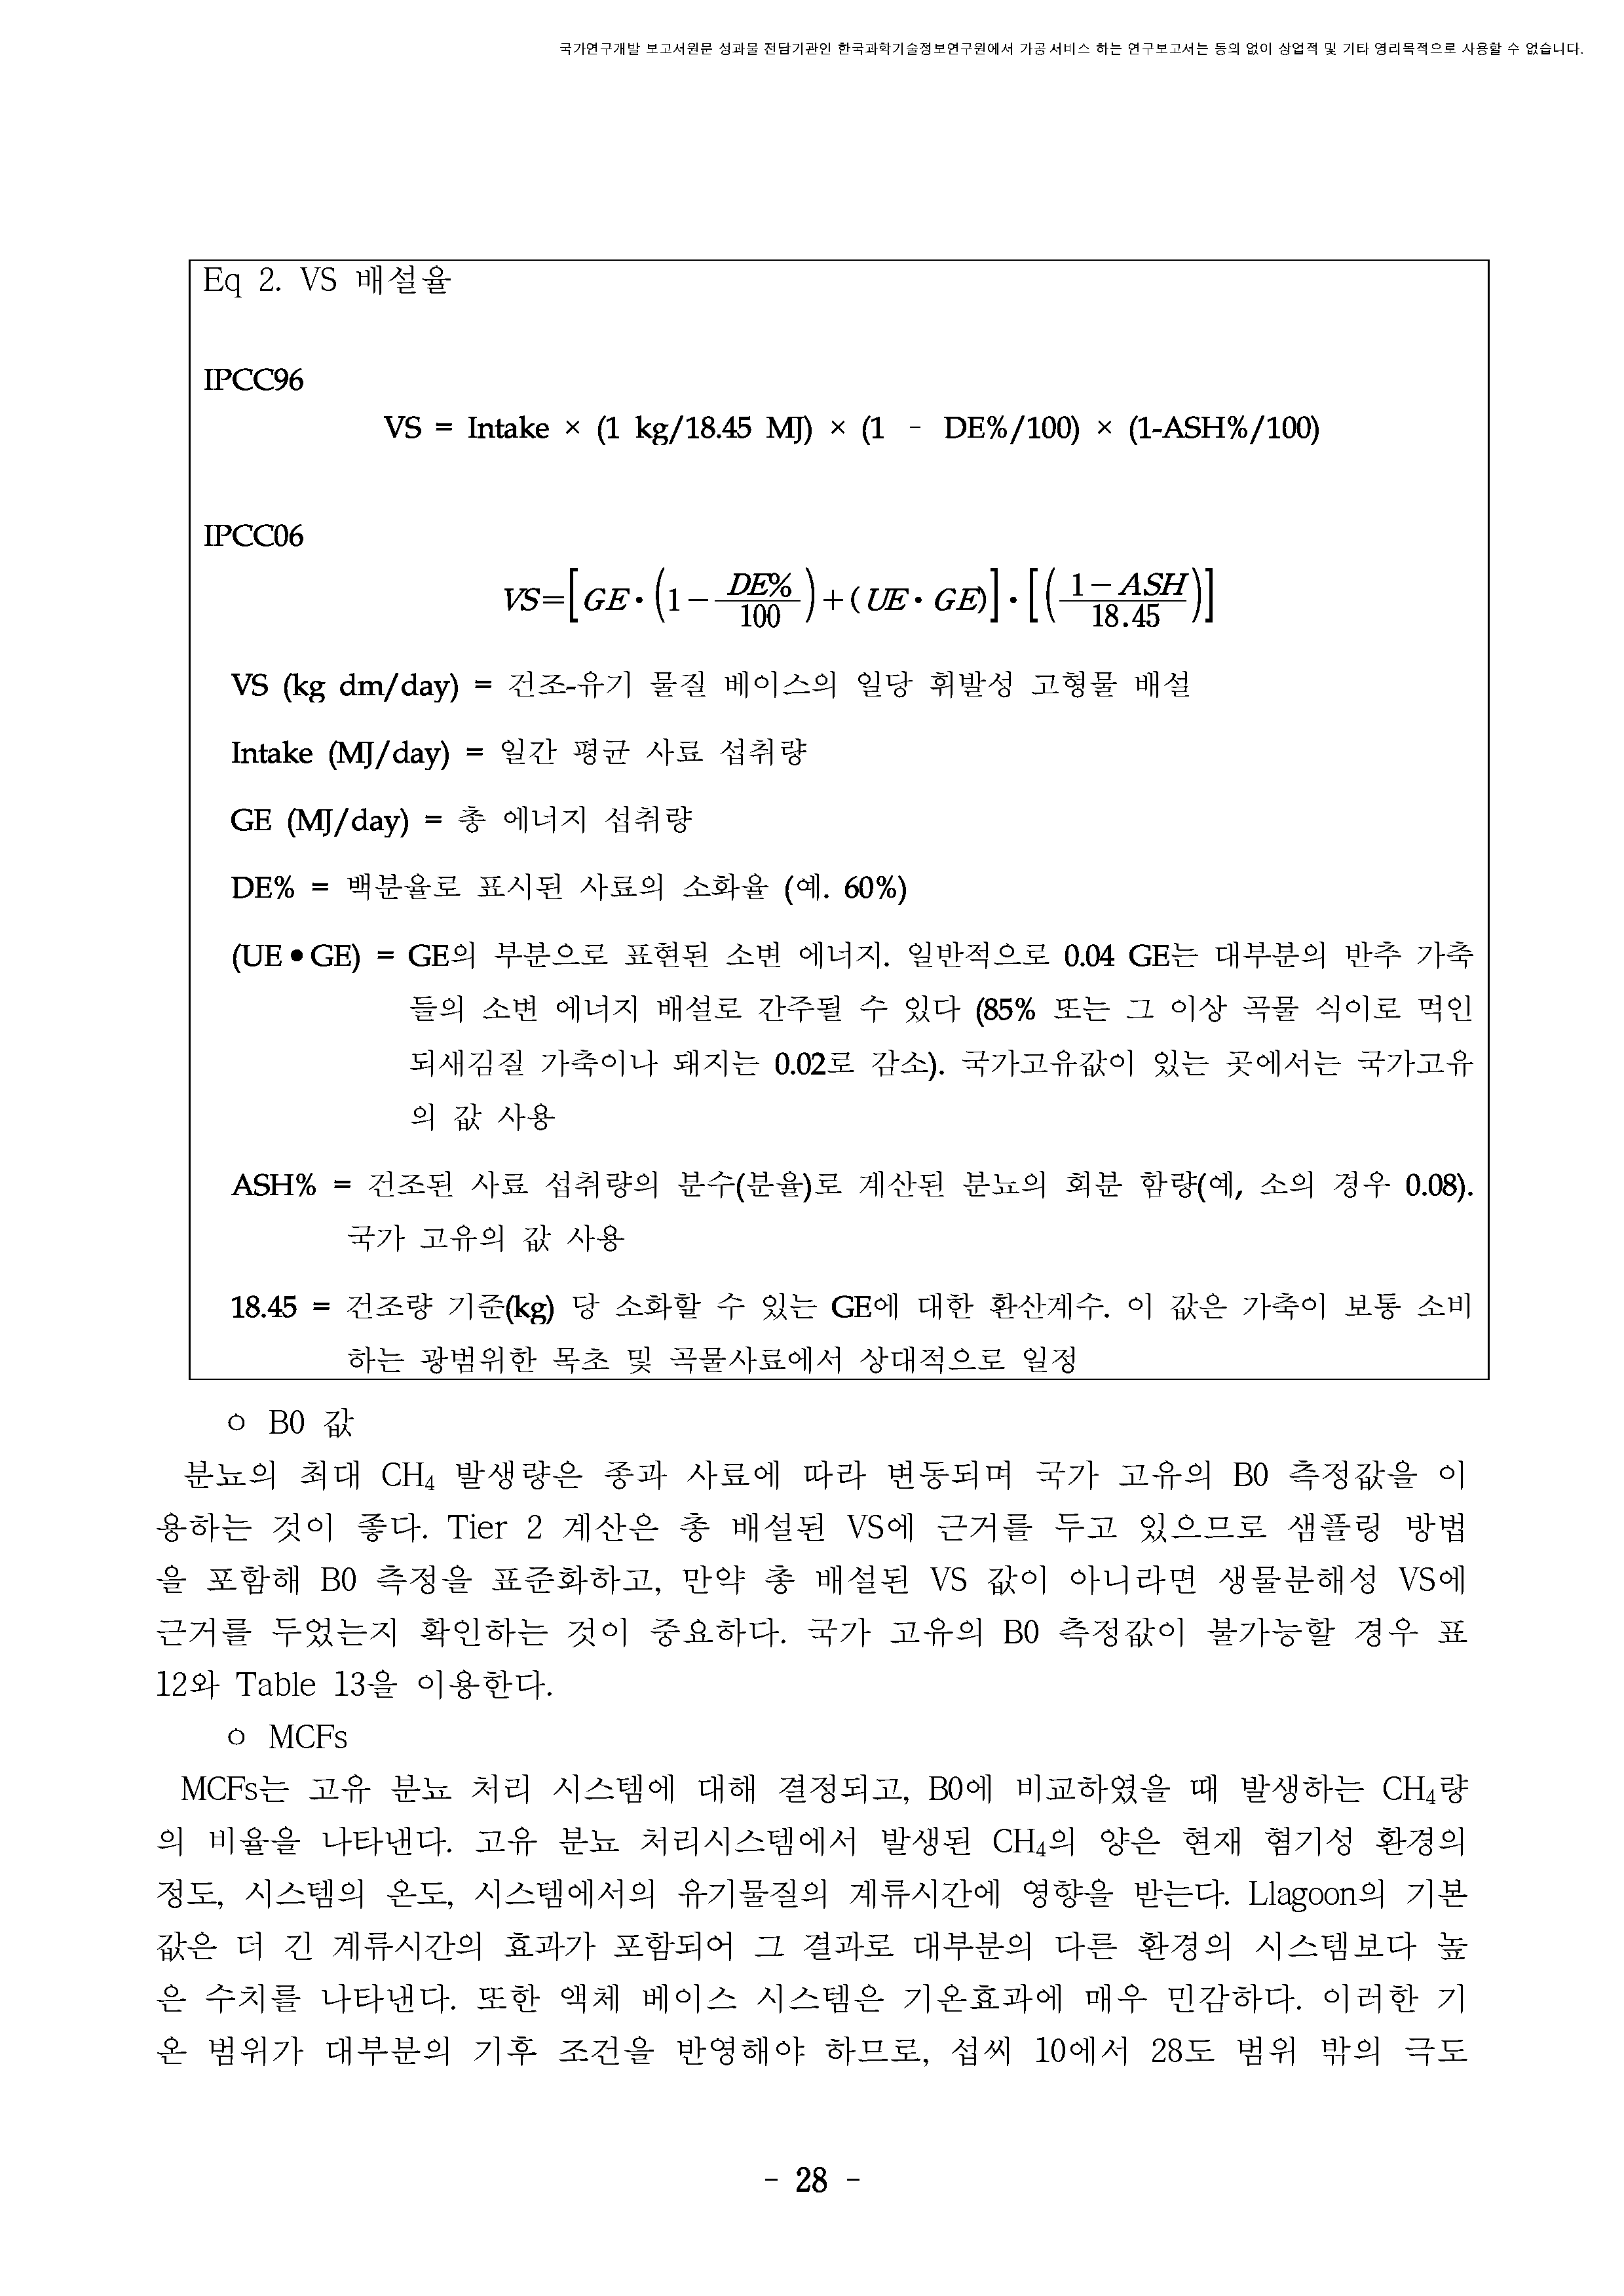 국가연구개발 보고서원문 성과물 전담기관인 한국과학기술정보연구원에서 가공·서비스 하는 연구보고서는 동의 없이 상업적 및 기타 영리목적으로 사용할 수 없습니다.
Eq 2. VS 배설율
IPCC96
VS = Intake × (1 kg/18.45 MJ) × (1 - DE%/100) × (1-ASH%/100)
IPCC06
VS=[GE·(1-DE%/100)+(UE·GE)]·[(1-ASH/18.45)]
VS (kg dm/day) = 건조-유기 물질 베이스의 일당 휘발성 고형물 배설
Intake (MJ/day) = 일간 평균 사료 섭취량
GE (MJ/day) = 총 에너지 섭취량
DE% = 백분율로 표시된 사료의 소화율 (예. 60%)
(UE•GE) = GE의 부분으로 표현된 소변 에너지. 일반적으로 0.04 GE는 대부분의 반추 가축
들의 소변 에너지 배설로 간주될 수 있다 (85% 또는 그 이상 곡물 식이로 먹인
되새김질 가축이나 돼지는 0.02로 감소). 국가고유값이 있는 곳에서는 국가고유
의 값 사용
ASH% = 건조된 사료 섭취량의 분수(분율)로 계산된 분뇨의 회분 함량(예, 소의 경우 0.08).
국가 고유의 값 사용
18.45 = 건조량 기준(kg) 당 소화할 수 있는 GE에 대한 환산계수. 이 값은 가축이 보통 소비
하는 광범위한 목초 및 곡물사료에서 상대적으로 일정
ㅇ B0 값
분뇨의 최대 CH₄ 발생량은 종과 사료에 따라 변동되며 국가 고유의 B0 측정값을 이
용하는 것이 좋다. Tier 2 계산은 총 배설된 VS에 근거를 두고 있으므로 샘플링 방법
을 포함해 B0 측정을 표준화하고, 만약 총 배설된 VS 값이 아니라면 생물분해성 VS에
근거를 두었는지 확인하는 것이 중요하다. 국가 고유의 B0 측정값이 불가능할 경우 표
12와 Table 13을 이용한다.
ㅇ MCFs
MCFs는 고유 분뇨 처리 시스템에 대해 결정되고, B0에 비교하였을 때 발생하는 CH₄량
의 비율을 나타낸다. 고유 분뇨 처리시스템에서 발생된 CH₄의 양은 현재 혐기성 환경의
정도, 시스템의 온도, 시스템에서의 유기물질의 계류시간에 영향을 받는다. Llagoon의 기본
값은 더 긴 계류시간의 효과가 포함되어 그 결과로 대부분의 다른 환경의 시스템보다 높
은 수치를 나타낸다. 또한 액체 베이스 시스템은 기온효과에 매우 민감하다. 이러한 기
온 범위가 대부분의 기후 조건을 반영해야 하므로, 섭씨 10에서 28도 범위 밖의 극도
- 28 -